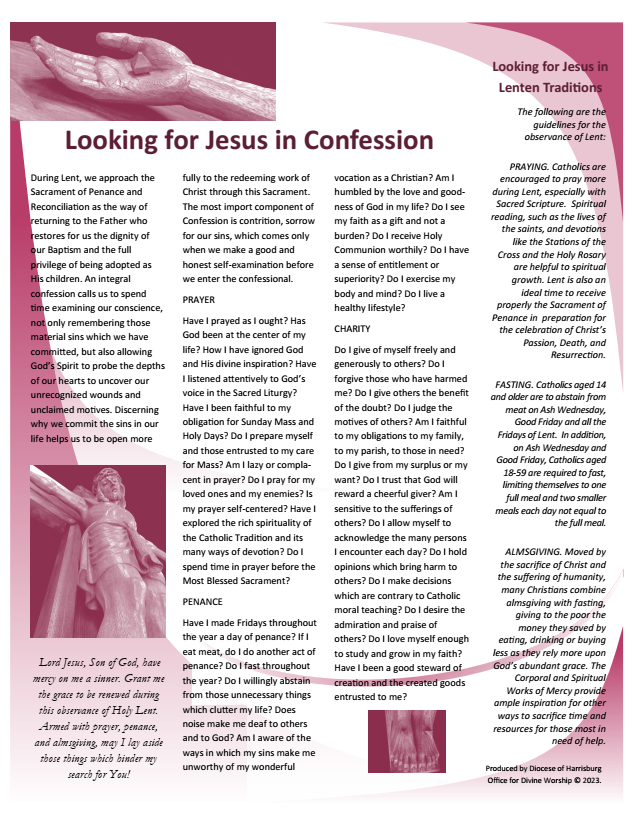 Looking for Jesus in Confession
During Lent, we approach the
Sacrament of Penance and
Reconciliation as the way of
returning to the Father who
restores for us the dignity of
our Baptism and the full
privilege of being adopted as
His children. An integral
confession calls us to spend
time examining our conscience,
not only remembering those
material sins which we have
committed, but also allowing
God's Spirit to probe the depths
of our hearts to uncover our
unrecognized wounds and
unclaimed motives. Discerning
why we commit the sins in our
life helps us to be open more
Lord Jesus, Son of God, have
mercy on me a sinner. Grant me
the grace to be renewed during
this observance of Holy Lent.
Armed with prayer, penance,
and almsgiving, may I lay aside
those things which hinder my
search for You!
fully to the redeeming work of
Christ through this Sacrament.
The most import component of
Confession is contrition, sorrow
for our sins, which comes only
when we make a good and
honest self-examination before
we enter the confessional.
PRAYER
Have I prayed as I ought? Has
God been at the center of my
life? How I have ignored God
and His divine inspiration? Have
I listened attentively to God's
voice in the Sacred Liturgy?
Have I been faithful to my
obligation for Sunday Mass and
Holy Days? Do I prepare myself
and those entrusted to my care
for Mass? Am I lazy or compla-
cent in prayer? Do I pray for my
loved ones and my enemies? Is
my prayer self-centered? Have I
explored the rich spirituality of
the Catholic Tradition and its
many ways of devotion? Do I
spend time in prayer before the
Most Blessed Sacrament?
PENANCE
Have I made Fridays throughout
the year a day of penance? If I
eat meat, do I do another act of
penance? Do I fast throughout
the year? Do I willingly abstain
from those unnecessary things
which clutter my life? Does
noise make me deaf to others
and to God? Am I aware of the
ways in which my sins make me
unworthy of my wonderful
vocation as a Christian? Am I
humbled by the love and good-
ness of God in my life? Do I see
my faith as a gift and not a
burden? Do I receive Holy
Communion worthily? Do I have
a sense of entitlement or
superiority? Do I exercise my
body and mind? Do I live a
healthy lifestyle?
CHARITY
Do I give of myself freely and
generously to others? Do I
forgive those who have harmed
me? Do I give others the benefit
of the doubt? Do I judge the
motives of others? Am I faithful
to my obligations to my family,
to my parish, to those in need?
Do I give from my surplus or my
want? Do I trust that God will
reward a cheerful giver? Am I
sensitive to the sufferings of
others? Do I allow myself to
acknowledge the many persons
I encounter each day? Do I hold
opinions which bring harm to
others? Do I make decisions
which are contrary to Catholic
moral teaching? Do I desire the
admiration and praise of
others? Do I love myself enough
to study and grow in my faith?
Have I been a good steward of
creation and the created goods
entrusted to me?
Looking for Jesus in
Lenten Traditions
The following are the
guidelines for the
observance of Lent:
PRAYING. Catholics are
encouraged to pray more
during Lent, especially with
Sacred Scripture. Spiritual
reading, such as the lives of
the saints, and devotions
like the Stations of the
Cross and the Holy Rosary
are helpful to spiritual
growth. Lent is also an
ideal time to receive
properly the Sacrament of
Penance in preparation for
the celebration of Christ's
Passion, Death, and
Resurrection.
FASTING. Catholics aged 14
and older are to abstain from
meat on Ash Wednesday,
Good Friday and all the
Fridays of Lent. In addition,
on Ash Wednesday and
Good Friday, Catholics aged
18-59 are required to fast,
limiting themselves to one
full meal and two smaller
meals each day not equal to
the full meal.
ALMSGIVING. Moved by
the sacrifice of Christ and
the suffering of humanity,
many Christians combine
almsgiving with fasting,
giving to the poor the
money they saved by
eating, drinking or buying
less as they rely more upon
God's abundant grace. The
Corporal and Spiritual
Works of Mercy provide
ample inspiration for other
ways to sacrifice time and
resources for those most in
need of help.
Produced by Diocese of Harrisburg
Office for Divine Worship © 2023.